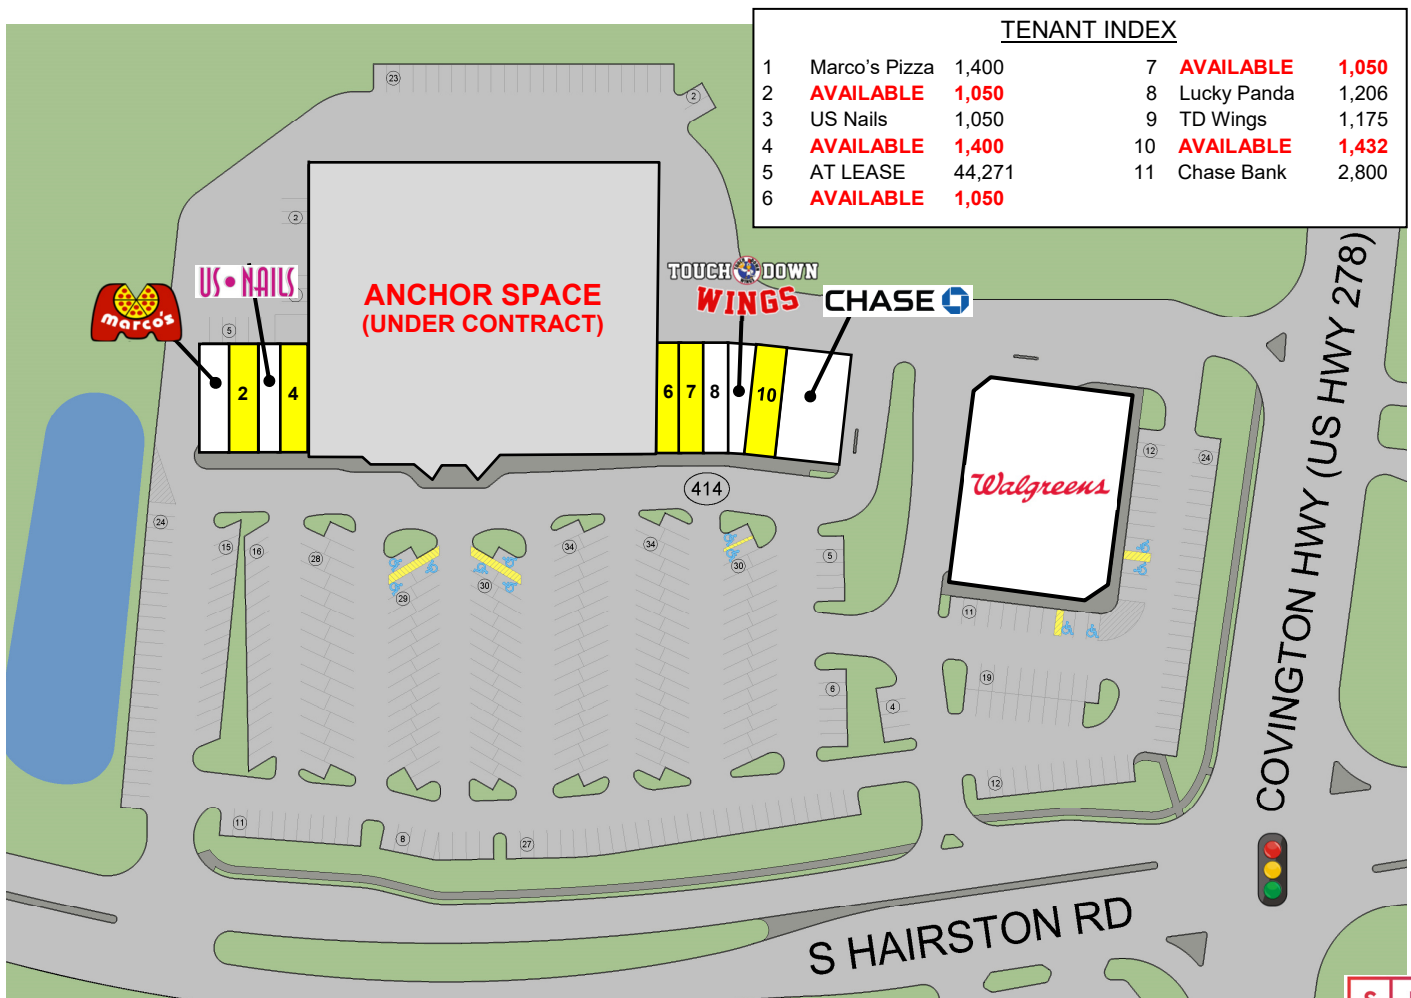 TENANT INDEX
1 Marco's Pizza 1,400 7 AVAILABLE 1,050
2 AVAILABLE 1,050 8 Lucky Panda 1,206
3 US Nails 1,050 9 TD Wings 1,175
4 AVAILABLE 1,400 10 AVAILABLE 1,432
5 AT LEASE 44,271 11 Chase Bank 2,800
6 AVAILABLE 1,050
23
2
2
US • NAILS
marco's
5
ANCHOR SPACE
(UNDER CONTRACT)
TOUCH DOWN
WINGS
CHASE
2
4
6
7
8
10
414
Walgreens
12
24
24
15
16
28
29
30
34
34
30
5
11
19
6
4
12
11
8
27
COVINGTON HWY (US HWY 278)
S HAIRSTON RD